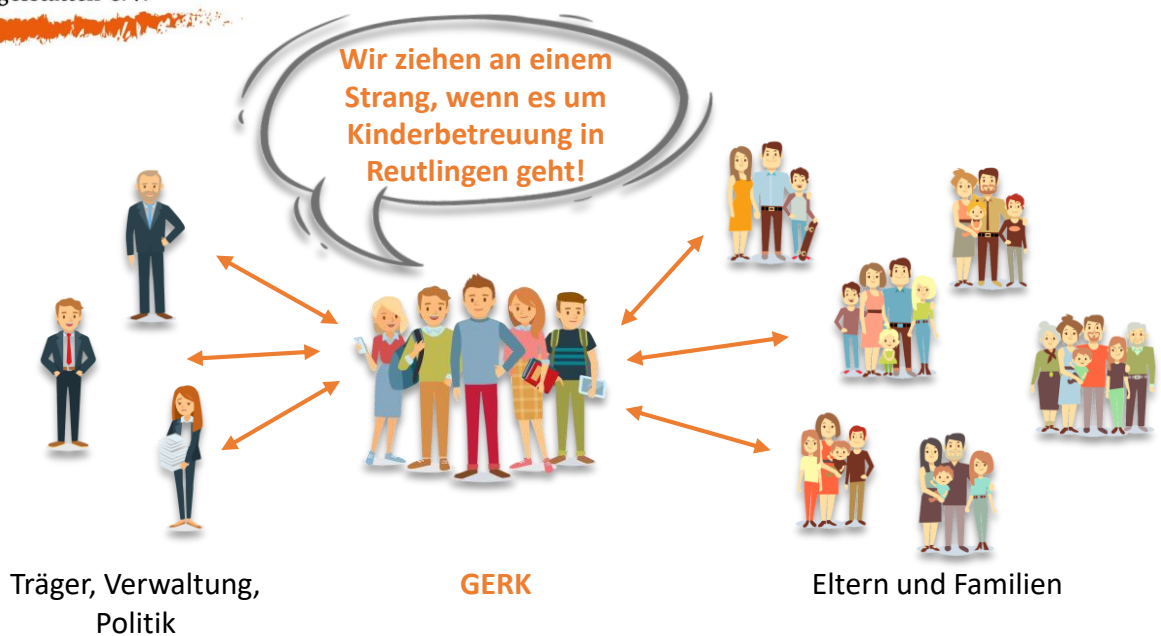 Wir ziehen an einem
Strang, wenn es um
Kinderbetreuung in
Reutlingen geht!
Träger, Verwaltung,
Politik
GERK
Eltern und Familien